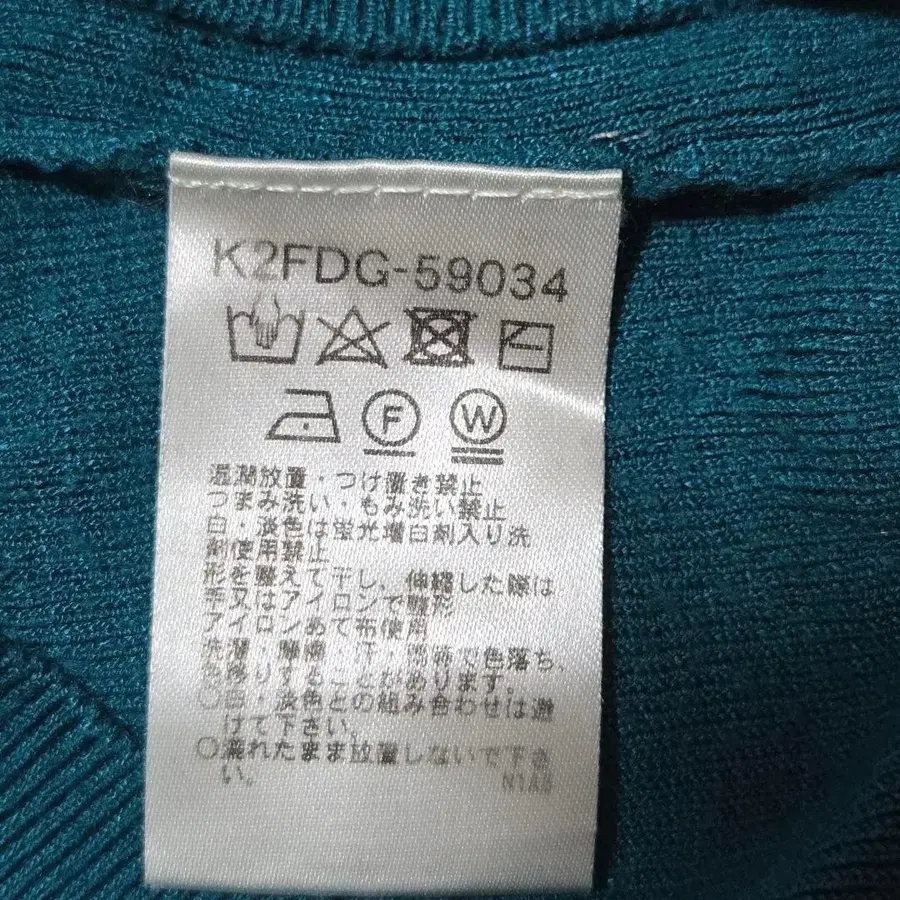 K2FDG-59034
F W
湿潤放置・つけ置き禁止
つまみ洗い・もみ洗い禁止
白・淡色は蛍光増白剤入り洗
剤使用禁止
形を整えて干し、伸縮した際は
手又はアイロンで整形
アイロンあて布使用
洗濯・摩擦・汗・雨等で色落ち、
色移りすることがあります。
○白・淡色との組み合わせは避
けて下さい。
○濡れたまま放置しないで下さ
い。
N1AB